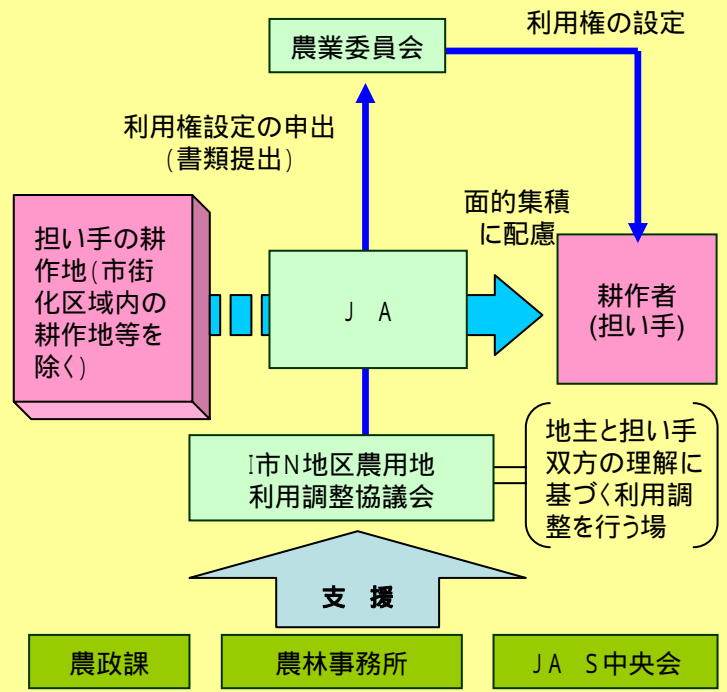 利用権の設定
農業委員会
利用権設定の申出
(書類提出)
面的集積
に配慮
担い手の耕
作地(市街
化区域内の
耕作地等を
除く)
J A
耕作者
(担い手)
I市N地区農用地
利用調整協議会
地主と担い手
双方の理解に
基づく利用調
整を行う場
支 援
農政課
農林事務所
JA S中央会